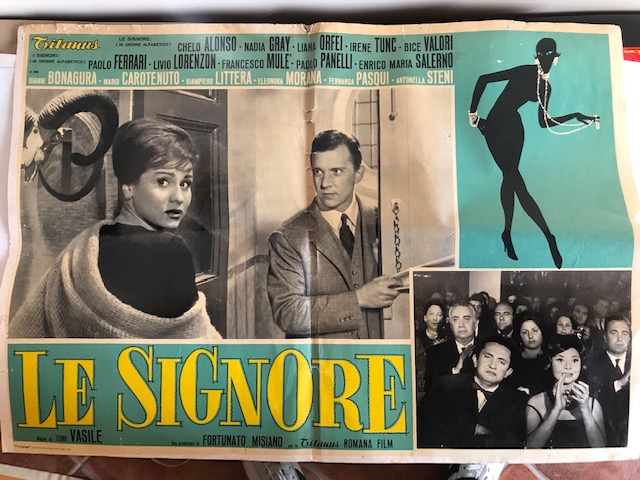 Titanus
LE SIGNORE:
(IN ORDINE ALFABETICO)
CHELO ALONSO • NADIA GRAY • LIANA ORFEI • IRENE TUNC • BICE VALORI
I SIGNORI:
(IN ORDINE ALFABETICO)
PAOLO FERRARI • LIVIO LORENZON • FRANCESCO MULÉ • PAOLO PANELLI • ENRICO MARIA SALERNO
GIANNI BONAGURA • MARIO CAROTENUTO • GIAMPIERO LITTERA • ELEONORA MORANA • FERNANDA PASQUI • ANTONELLA STENI
LE SIGNORE
Regia di TURI VASILE
FORTUNATO MISIANO
Titanus ROMANA FILM